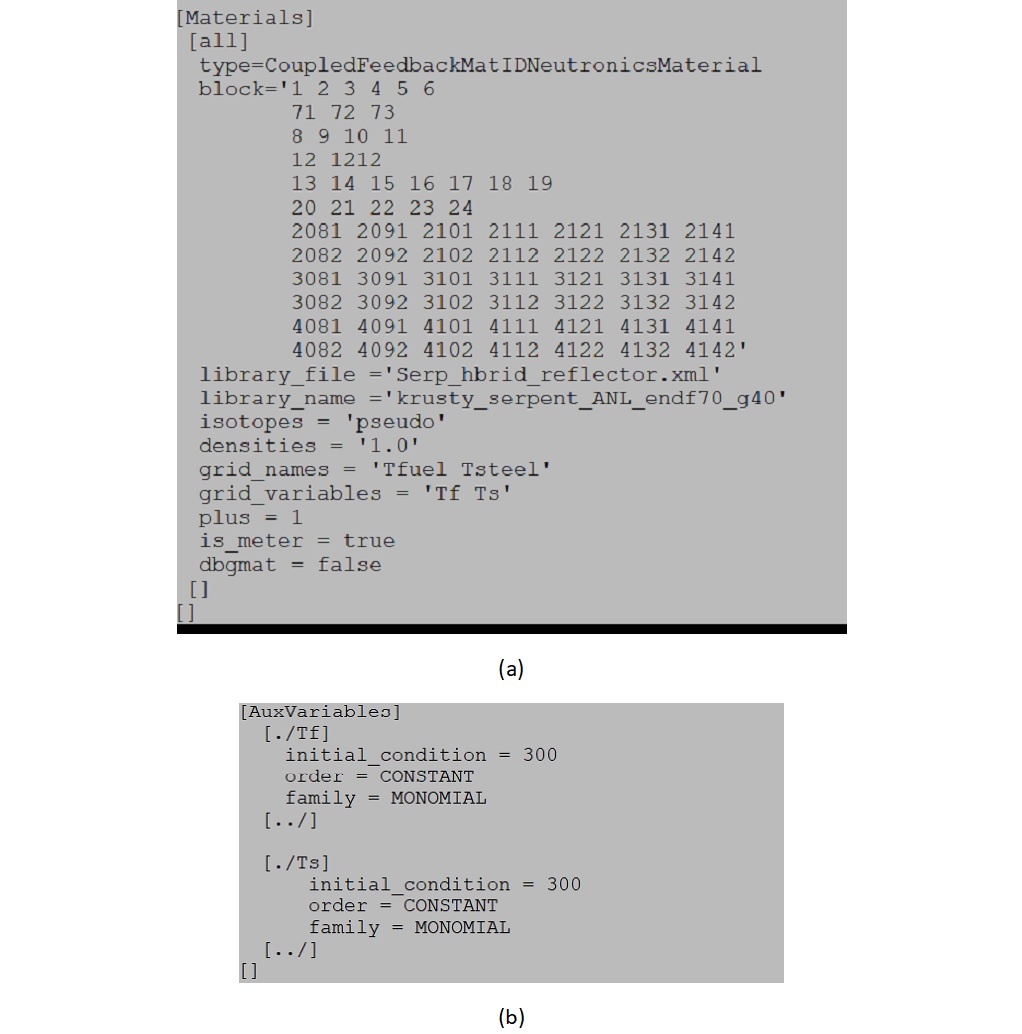 [Materials]
[all]
type=CoupledFeedbackMatIDNeutronicsMaterial
block='1 2 3 4 5 6
71 72 73
8 9 10 11
12 1212
13 14 15 16 17 18 19
20 21 22 23 24
2081 2091 2101 2111 2121 2131 2141
2082 2092 2102 2112 2122 2132 2142
3081 3091 3101 3111 3121 3131 3141
3082 3092 3102 3112 3122 3132 3142
4081 4091 4101 4111 4121 4131 4141
4082 4092 4102 4112 4122 4132 4142'
library_file ='Serp_hbrid_reflector.xml'
library_name ='krusty_serpent_ANL_endf70_g40'
isotopes = 'pseudo'
densities = '1.0'
grid_names = 'Tfuel Tsteel'
grid_variables = 'Tf Ts'
plus = 1
is_meter = true
dbgmat = false
[]
[]
(a)
[AuxVariables]
[./Tf]
initial_condition = 300
order = CONSTANT
family = MONOMIAL
[../]
[./Ts]
initial_condition = 300
order = CONSTANT
family = MONOMIAL
[../]
[]
(b)